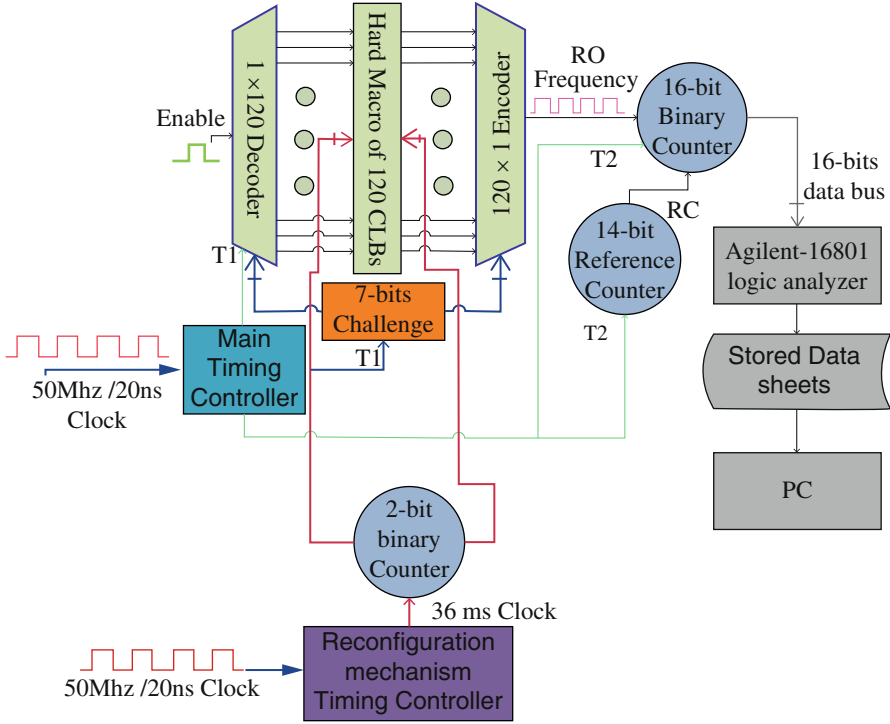 1 ×120 Decoder
Hard Macro of
120 CLBs
120 × 1 Encoder
RO
Frequency
16-bit
Binary
Counter
Enable
T2
16-bits
data bus
RC
T1
14-bit
Reference
Counter
Agilent-16801
logic analyzer
7-bits
Challenge
T2
Main
Timing
Controller
T1
Stored Data
sheets
50Mhz /20ns
Clock
PC
2-bit
binary
Counter
36 ms Clock
Reconfiguration
mechanism
Timing Controller
50Mhz /20ns Clock